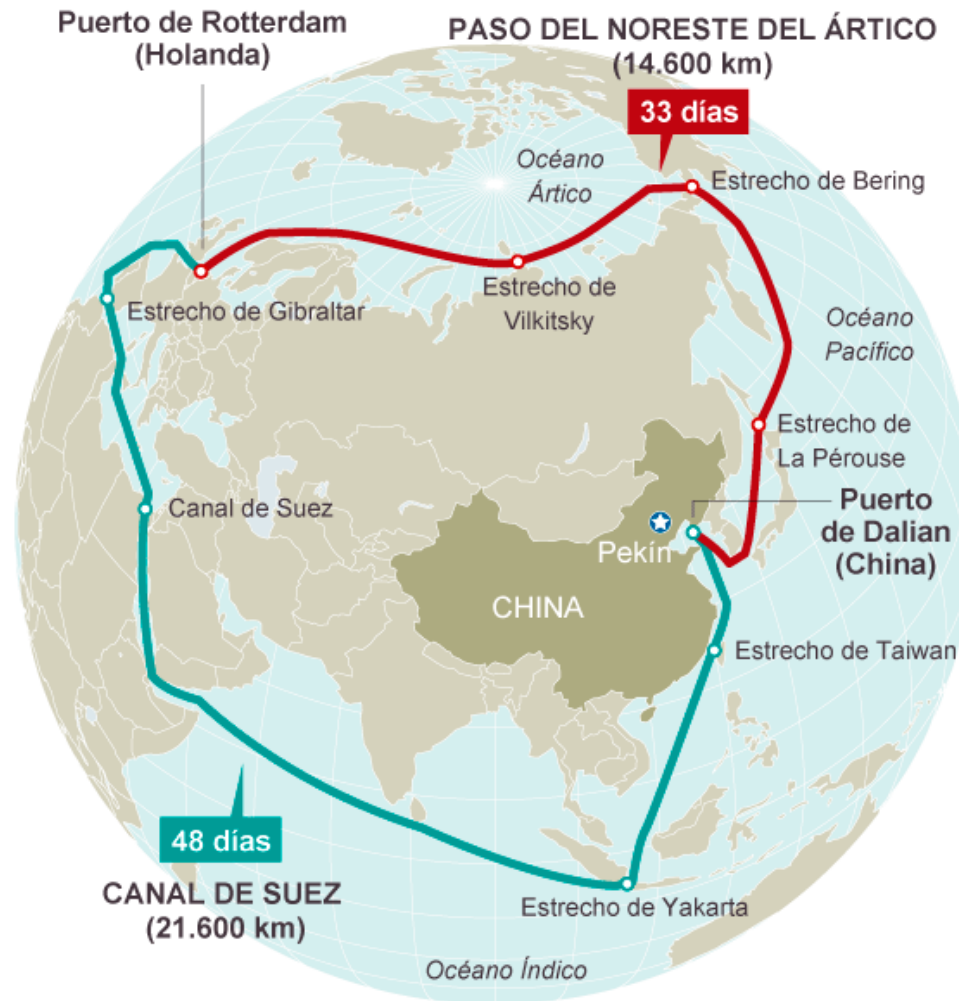 Puerto de Rotterdam
(Holanda)
PASO DEL NORESTE DEL ÁRTICO
(14.600 km)
33 días
Océano
Ártico
Estrecho de Bering
Estrecho de Gibraltar
Estrecho de
Vilkitsky
Océano
Pacífico
Estrecho de
La Pérouse
Canal de Suez
Puerto
de Dalian
(China)
Pekín
CHINA
Estrecho de Taiwan
48 días
CANAL DE SUEZ
(21.600 km)
Estrecho de Yakarta
Océano Índico